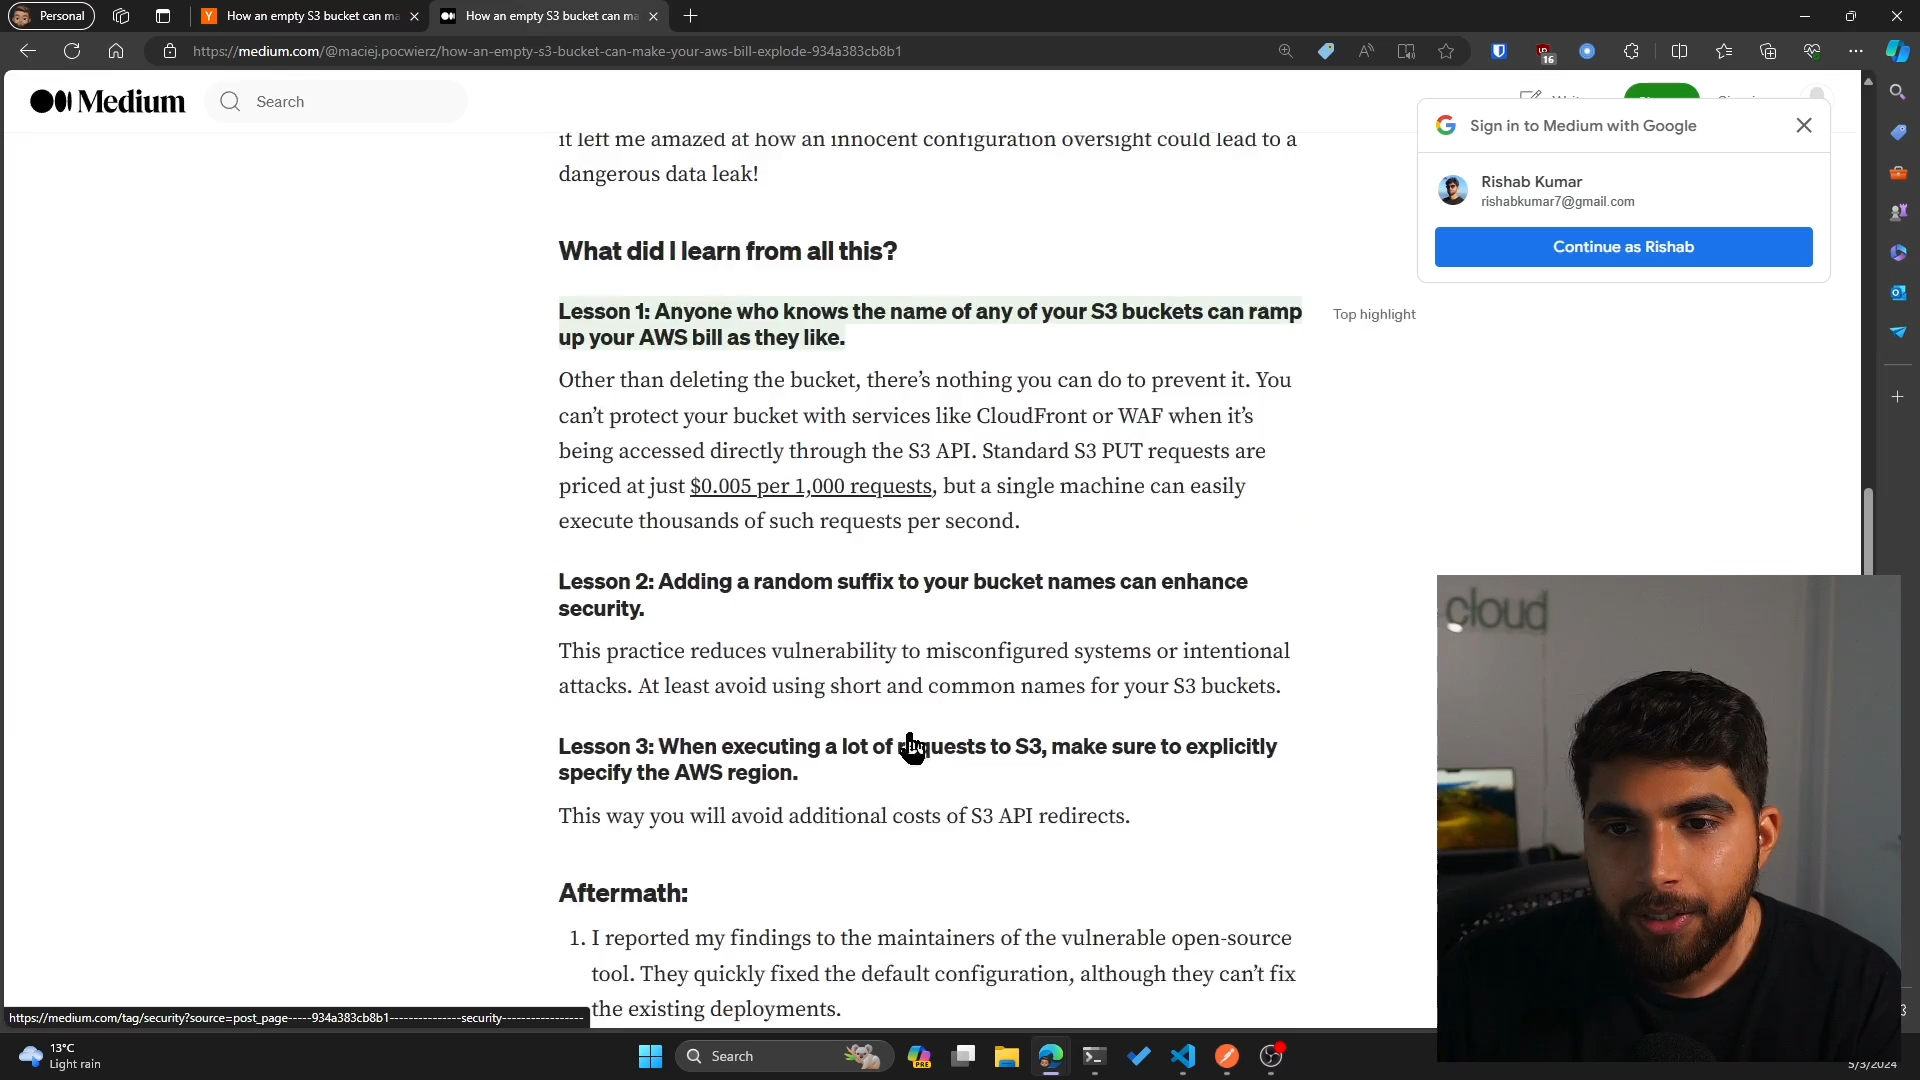 Personal
How an empty S3 bucket can ma
How an empty S3 bucket can ma
https://medium.com/@maciej.pocwierz/how-an-empty-s3-bucket-can-make-your-aws-bill-explode-934a383cb8b1
16
Medium
Search
Sign in to Medium with Google
Rishab Kumar
rishabkumar7@gmail.com
Continue as Rishab
it left me amazed at how an innocent configuration oversight could lead to a
dangerous data leak!
What did I learn from all this?
Lesson 1: Anyone who knows the name of any of your S3 buckets can ramp
up your AWS bill as they like.
Top highlight
Other than deleting the bucket, there’s nothing you can do to prevent it. You
can’t protect your bucket with services like CloudFront or WAF when it’s
being accessed directly through the S3 API. Standard S3 PUT requests are
priced at just $0.005 per 1,000 requests, but a single machine can easily
execute thousands of such requests per second.
Lesson 2: Adding a random suffix to your bucket names can enhance
security.
This practice reduces vulnerability to misconfigured systems or intentional
attacks. At least avoid using short and common names for your S3 buckets.
Lesson 3: When executing a lot of requests to S3, make sure to explicitly
specify the AWS region.
This way you will avoid additional costs of S3 API redirects.
Aftermath:
1. I reported my findings to the maintainers of the vulnerable open-source
tool. They quickly fixed the default configuration, although they can’t fix
the existing deployments.
https://medium.com/tag/security?source=post_page-----934a383cb8b1---------------security-----------------
cloud
13°C
Light rain
Search
PRE
5/3/2024